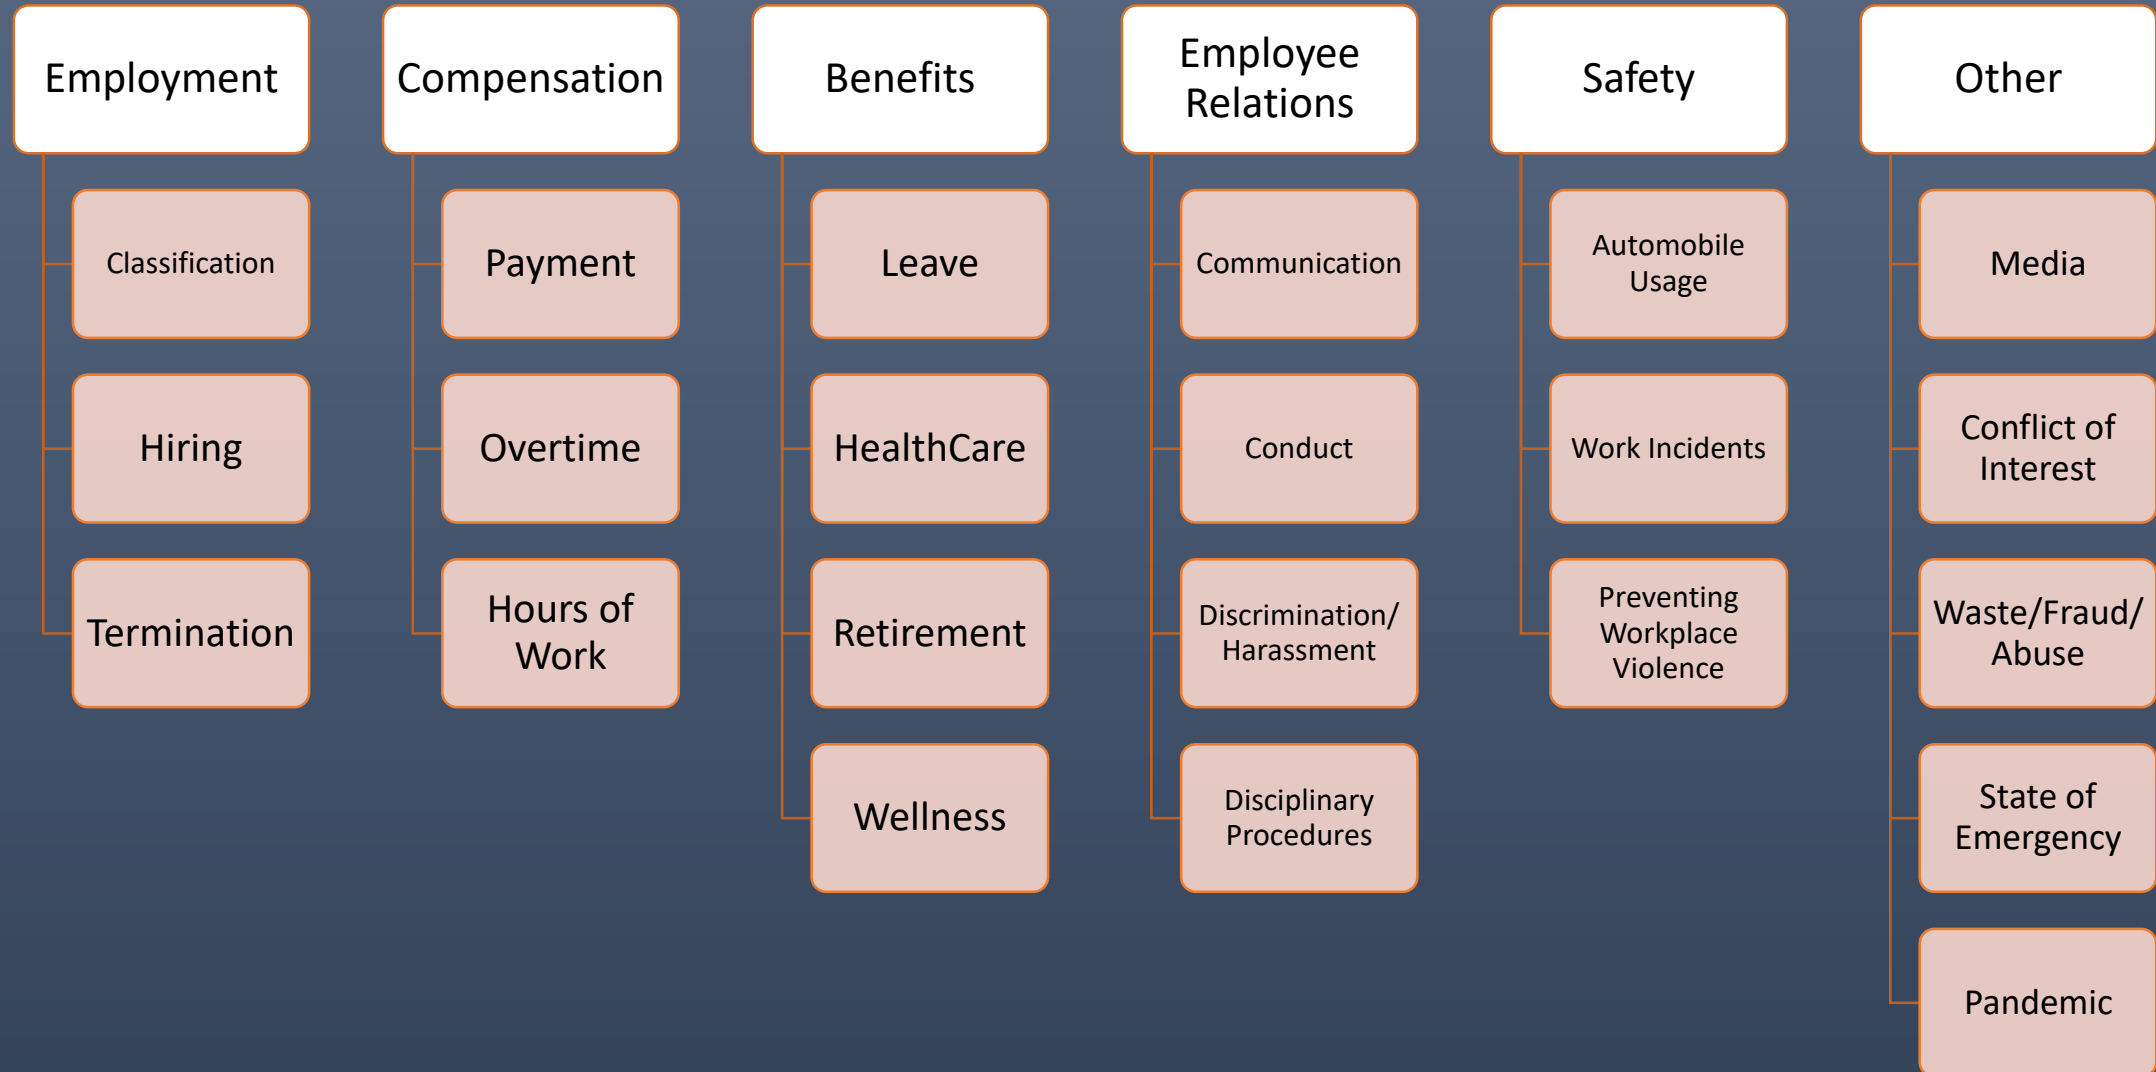 Employment
Classification
Hiring
Termination
Compensation
Payment
Overtime
Hours of
Work
Benefits
Leave
HealthCare
Retirement
Wellness
Employee
Relations
Communication
Conduct
Discrimination/
Harassment
Disciplinary
Procedures
Safety
Automobile
Usage
Work Incidents
Preventing
Workplace
Violence
Other
Media
Conflict of
Interest
Waste/Fraud/
Abuse
State of
Emergency
Pandemic